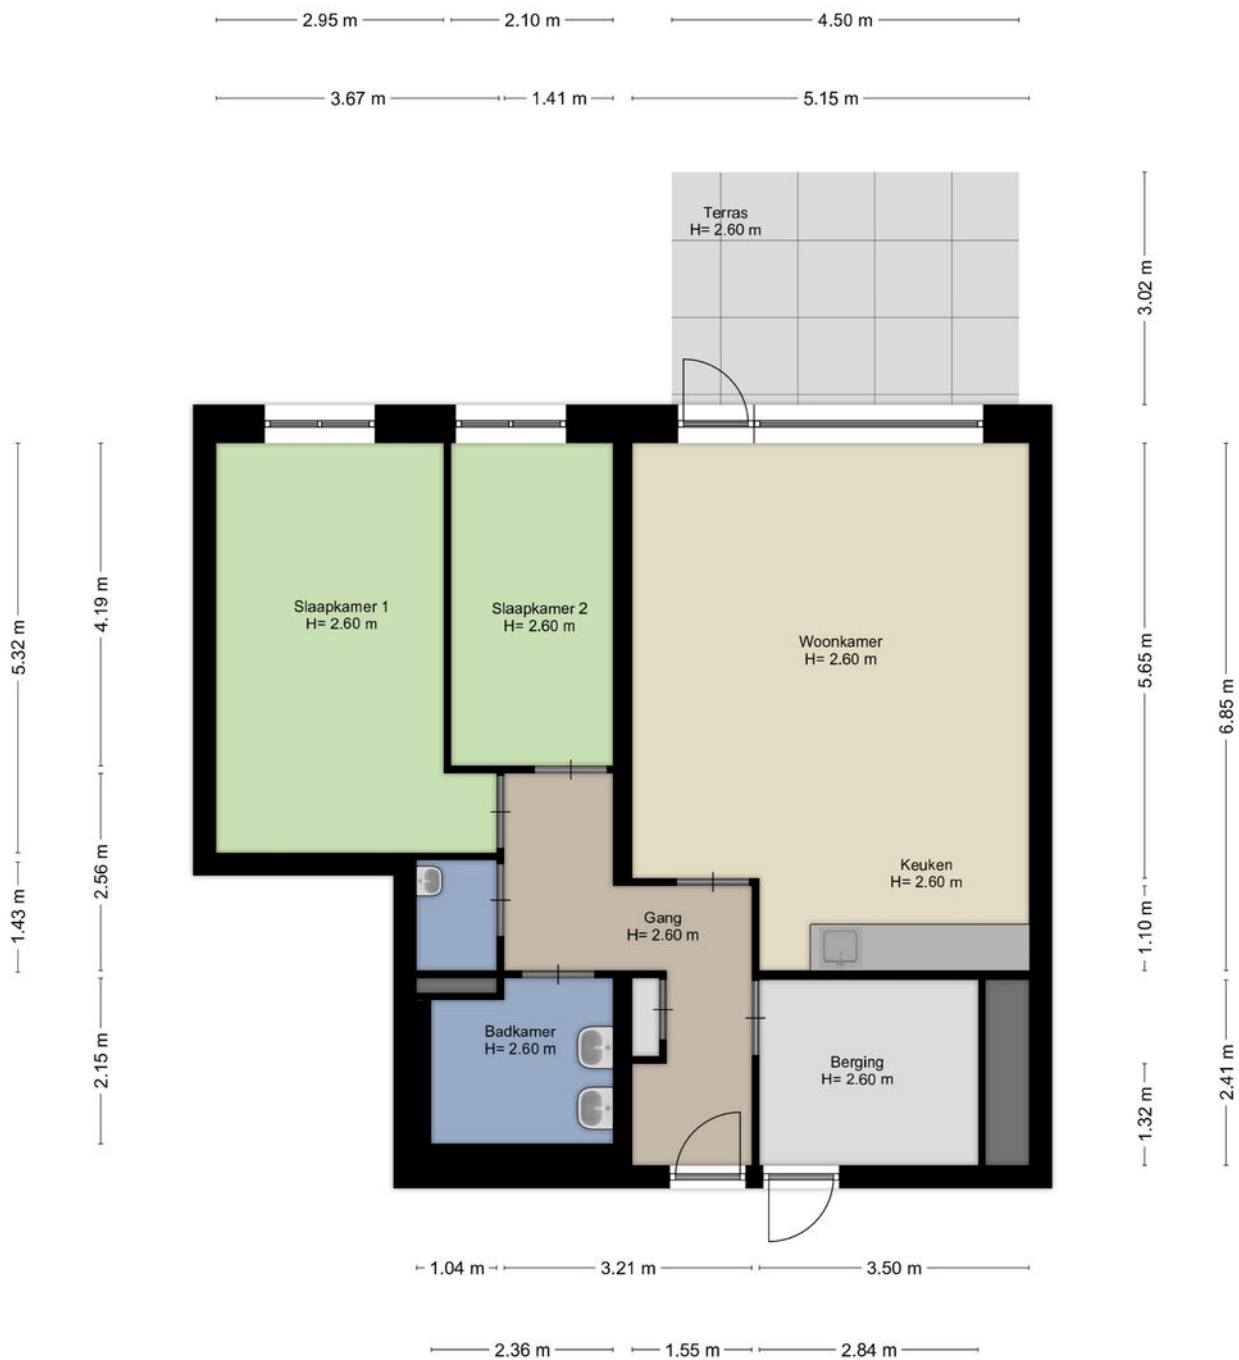 2.95 m
2.10 m
4.50 m
3.67 m
1.41 m
5.15 m
Terras
H= 2.60 m
3.02 m
5.32 m
4.19 m
Slaapkamer 1
H= 2.60 m
Slaapkamer 2
H= 2.60 m
Woonkamer
H= 2.60 m
5.65 m
6.85 m
Keuken
H= 2.60 m
1.43 m
2.56 m
Gang
H= 2.60 m
1.10 m
2.15 m
Badkamer
H= 2.60 m
Berging
H= 2.60 m
1.32 m
2.41 m
1.04 m
3.21 m
3.50 m
2.36 m
1.55 m
2.84 m